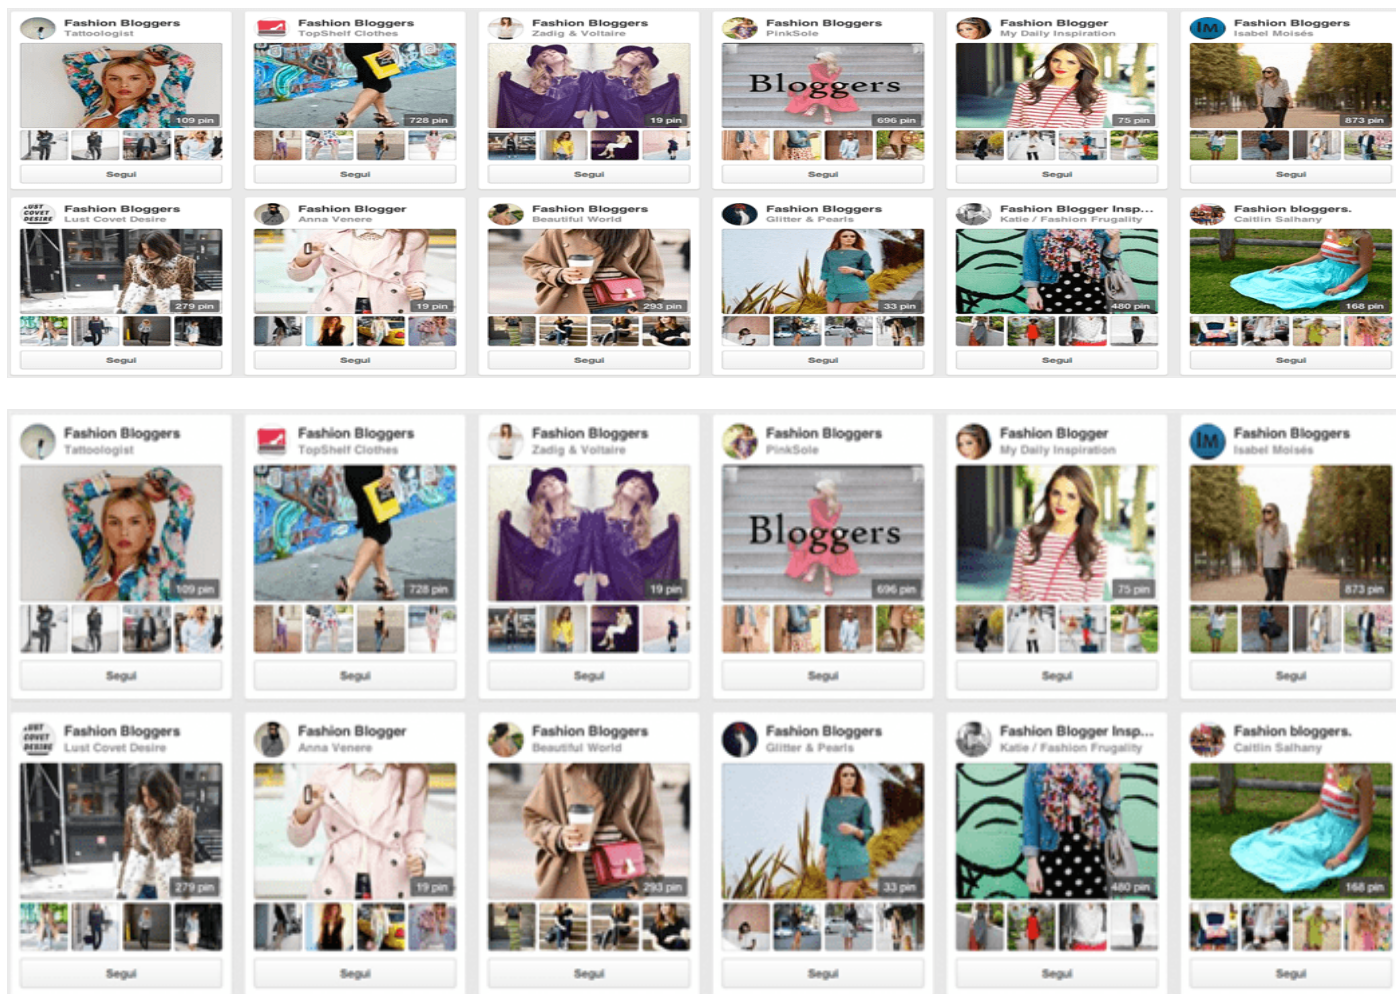 Fashion Bloggers
Tattoologist
109 pin
Segui
Fashion Bloggers
TopShelf Clothes
728 pin
Segui
Fashion Bloggers
Zadig & Voltaire
19 pin
Segui
Fashion Bloggers
PinkSole
Bloggers
696 pin
Segui
Fashion Blogger
My Daily Inspiration
75 pin
Segui
IM
Fashion Bloggers
Isabel Moisés
873 pin
Segui
LUST
COVET
DESIRE
Fashion Bloggers
Lust Covet Desire
279 pin
Segui
Fashion Blogger
Anna Venere
19 pin
Segui
Fashion Bloggers
Beautiful World
293 pin
Segui
Fashion Bloggers
Glitter & Pearls
33 pin
Segui
Fashion Blogger Insp...
Katie / Fashion Frugality
480 pin
Segui
Fashion bloggers.
Caitlin Salhany
168 pin
Segui
Fashion Bloggers
Tattoologist
109 pin
Segui
Fashion Bloggers
TopShelf Clothes
728 pin
Segui
Fashion Bloggers
Zadig & Voltaire
19 pin
Segui
Fashion Bloggers
PinkSole
Bloggers
696 pin
Segui
Fashion Blogger
My Daily Inspiration
75 pin
Segui
IM
Fashion Bloggers
Isabel Moisés
873 pin
Segui
LUST
COVET
DESIRE
Fashion Bloggers
Lust Covet Desire
279 pin
Segui
Fashion Blogger
Anna Venere
19 pin
Segui
Fashion Bloggers
Beautiful World
293 pin
Segui
Fashion Bloggers
Glitter & Pearls
33 pin
Segui
Fashion Blogger Insp...
Katie / Fashion Frugality
480 pin
Segui
Fashion bloggers.
Caitlin Salhany
168 pin
Segui